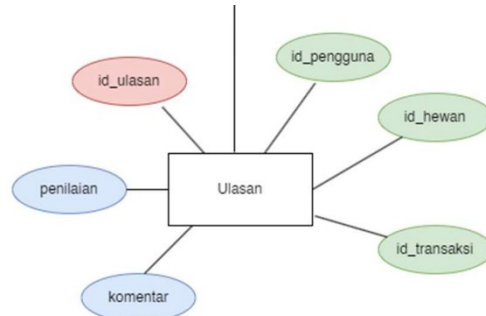 id_pengguna
id_ulasan
id_hewan
penilaian
Ulasan
id_transaksi
komentar